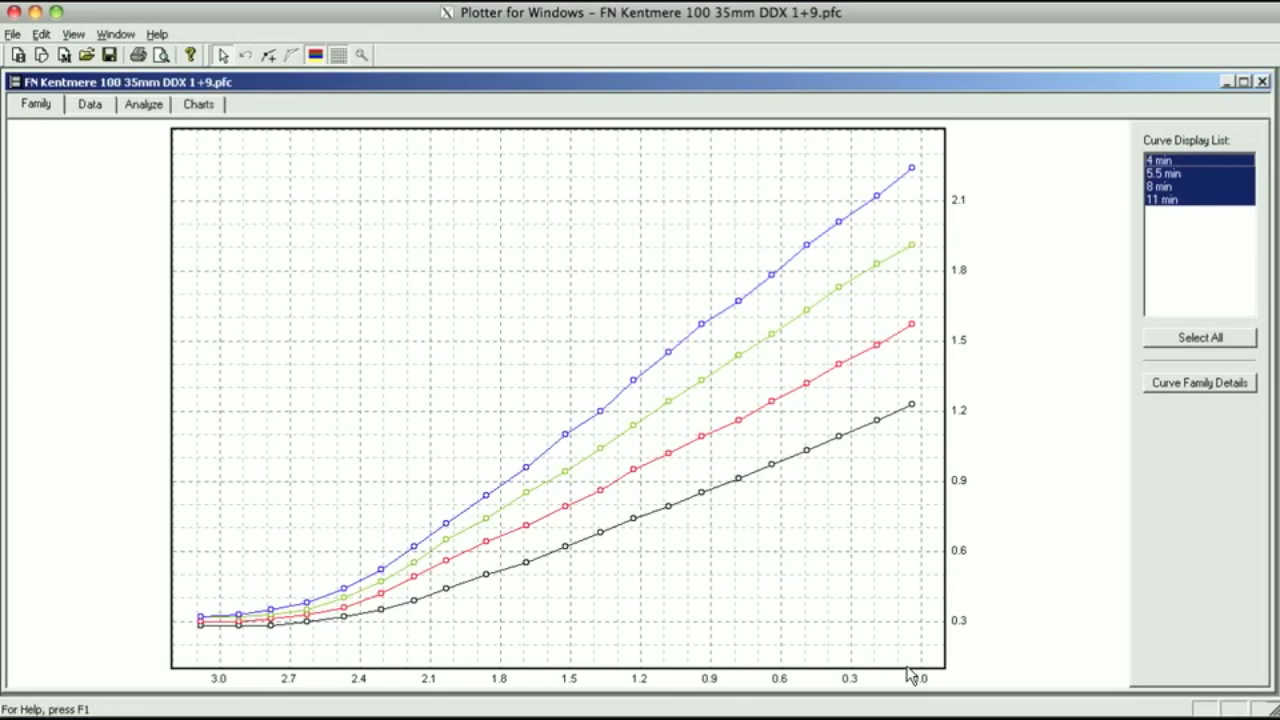 Plotter for Windows – FN Kentmere 100 35mm DDX 1+9.pfc
File Edit View Window Help
FN Kentmere 100 35mm DDX 1+9.pfc
Family Data Analyze Charts
Curve Display List:
4 min
5.5 min
8 min
11 min
Select All
Curve Family Details
2.1
1.8
1.5
1.2
0.9
0.6
0.3
3.0 2.7 2.4 2.1 1.8 1.5 1.2 0.9 0.6 0.3
For Help, press F1